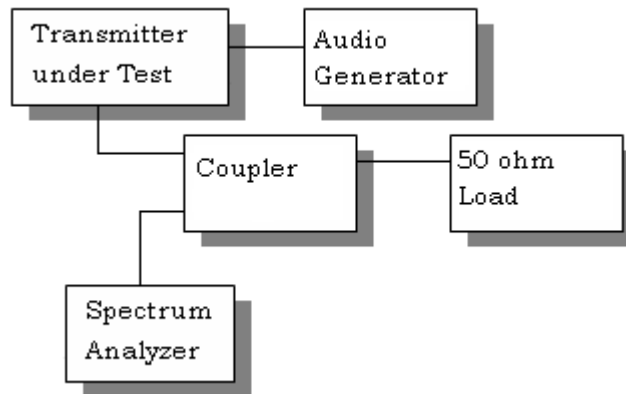 Transmitter
under Test
Audio
Generator
Coupler
50 ohm
Load
Spectrum
Analyzer